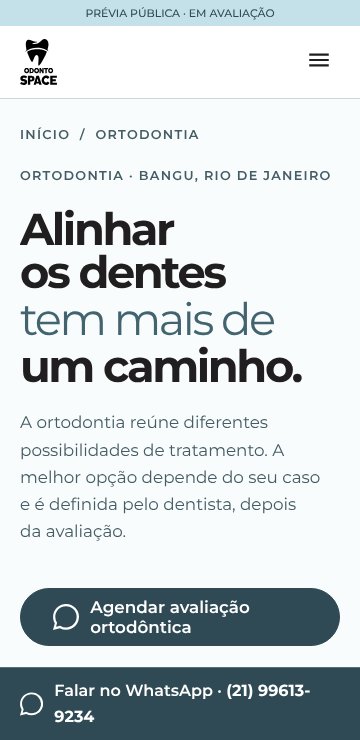 PRÉVIA PÚBLICA · EM AVALIAÇÃO
ODONTO
SPACE
INÍCIO / ORTODONTIA
ORTODONTIA · BANGU, RIO DE JANEIRO
Alinhar
os dentes
tem mais de
um caminho.
A ortodontia reúne diferentes
possibilidades de tratamento. A
melhor opção depende do seu caso
e é definida pelo dentista, depois
da avaliação.
Agendar avaliação
ortodôntica
Falar no WhatsApp · (21) 99613-
9234